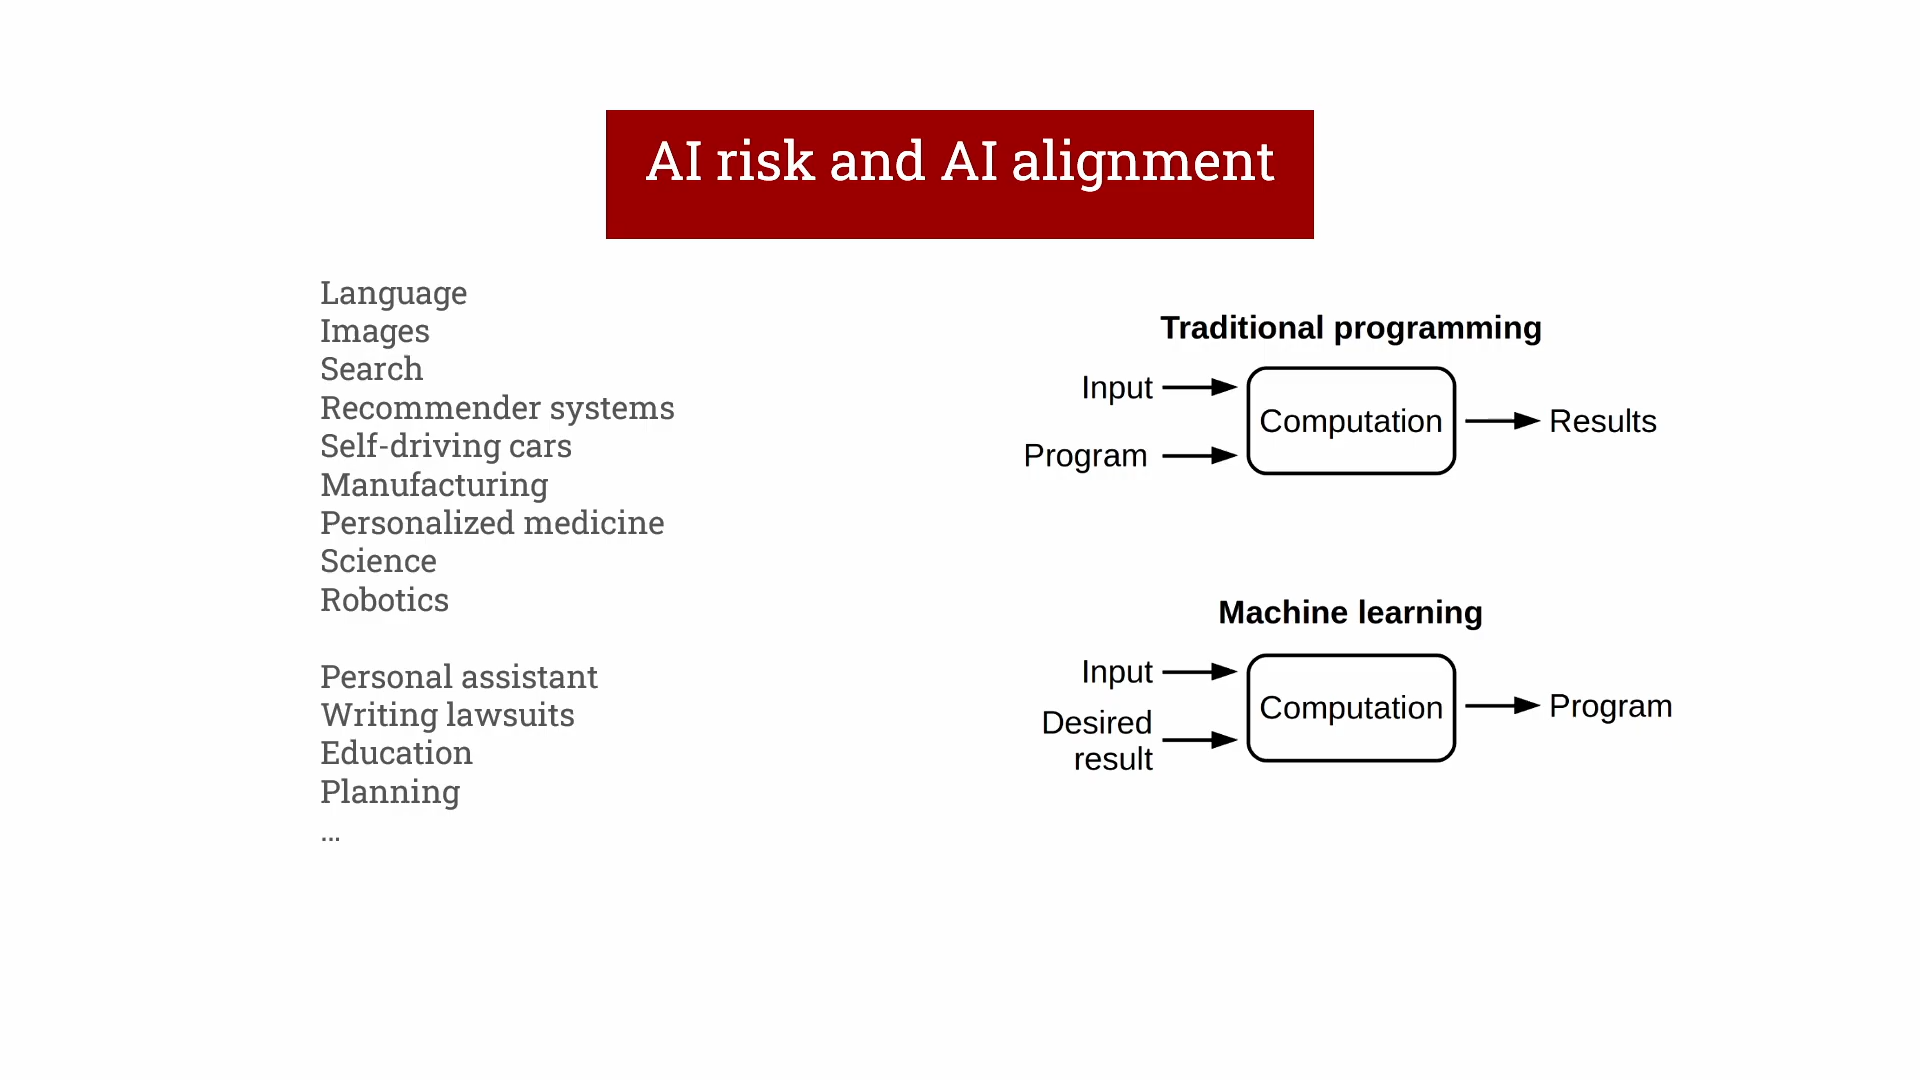 AI risk and AI alignment
Language
Images
Search
Recommender systems
Self-driving cars
Manufacturing
Personalized medicine
Science
Robotics
Personal assistant
Writing lawsuits
Education
Planning
...
Traditional programming
Input
Program
Computation
Results
Machine learning
Input
Desired
result
Computation
Program